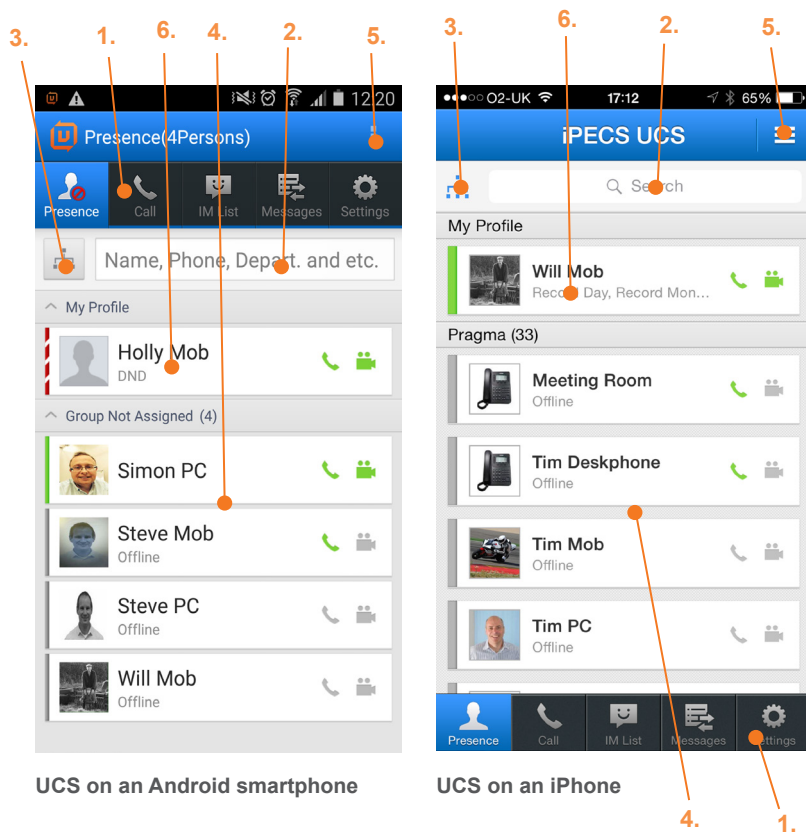 3.
1.
6.
4.
2.
5.
12:20
Presence(4Persons)
Presence
Call
IM List
Messages
Settings
Name, Phone, Depart. and etc.
My Profile
Holly Mob
DND
Group Not Assigned (4)
Simon PC
Steve Mob
Offline
Steve PC
Offline
Will Mob
Offline
UCS on an Android smartphone
3.
6.
2.
5.
O2-UK
17:12
65%
iPECS UCS
Search
My Profile
Will Mob
Record Day, Record Mon...
Pragma (33)
Meeting Room
Offline
Tim Deskphone
Offline
Tim Mob
Offline
Tim PC
Offline
Presence
Call
IM List
Messages
Settings
UCS on an iPhone
4.
1.